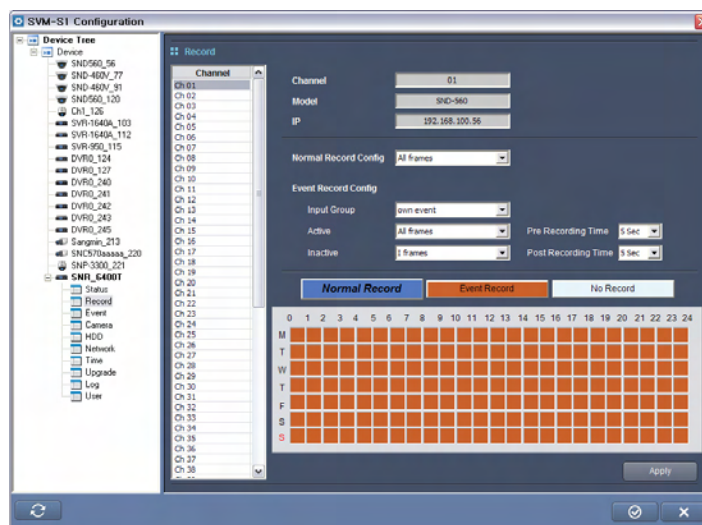 SVM-S1 Configuration
Device Tree
Device
SND560_56
SND-460V_77
SND-460V_91
SND560_120
Ch1_126
SVR-1640A_103
SVR-1640A_112
SVR-950_115
DVR0_124
DVR0_127
DVR0_240
DVR0_241
DVR0_242
DVR0_243
DVR0_245
Sangmin_213
SNC570aaaaa_220
SNP-3300_221
SNR_6400T
Status
Record
Event
Camera
HDD
Network
Time
Upgrade
Log
User
Record
Channel
Ch 01
Ch 02
Ch 03
Ch 04
Ch 05
Ch 06
Ch 07
Ch 08
Ch 09
Ch 10
Ch 11
Ch 12
Ch 13
Ch 14
Ch 15
Ch 16
Ch 17
Ch 18
Ch 19
Ch 20
Ch 21
Ch 22
Ch 23
Ch 24
Ch 25
Ch 26
Ch 27
Ch 28
Ch 29
Ch 30
Ch 31
Ch 32
Ch 33
Ch 34
Ch 35
Ch 36
Ch 37
Ch 38
Channel 01
Model SND-560
IP 192.168.100.56
Normal Record Config All frames
Event Record Config
Input Group own event
Active All frames Pre Recording Time 5 Sec
Inactive I frames Post Recording Time 5 Sec
Normal Record Event Record No Record
0 1 2 3 4 5 6 7 8 9 10 11 12 13 14 15 16 17 18 19 20 21 22 23 24
M
T
W
T
F
S
S
Apply